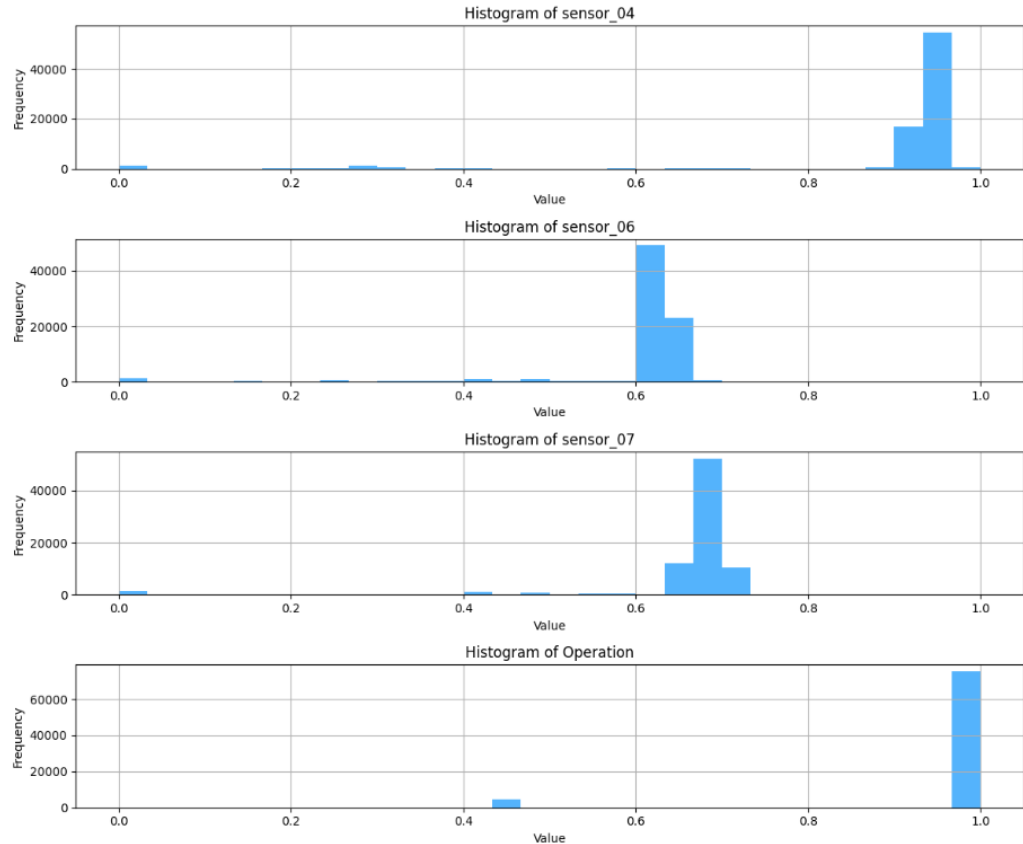 Histogram of sensor_04
Frequency
40000
20000
0
0.0 0.2 0.4 0.6 0.8 1.0
Value
Histogram of sensor_06
Frequency
40000
20000
0
0.0 0.2 0.4 0.6 0.8 1.0
Value
Histogram of sensor_07
Frequency
40000
20000
0
0.0 0.2 0.4 0.6 0.8 1.0
Value
Histogram of Operation
Frequency
60000
40000
20000
0
0.0 0.2 0.4 0.6 0.8 1.0
Value